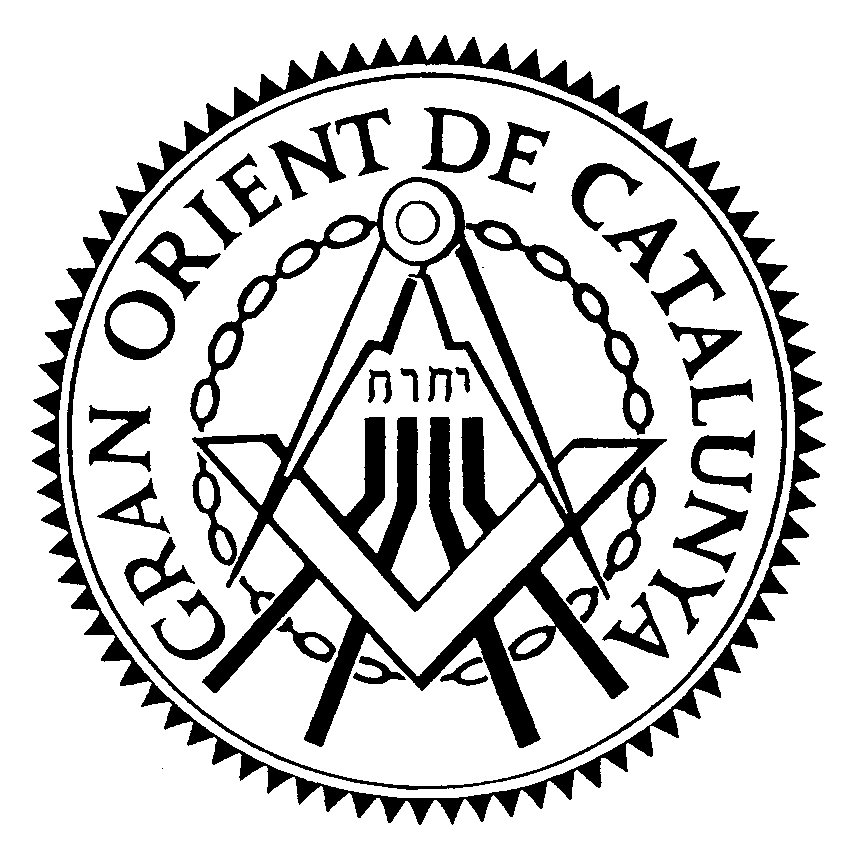 GRAN ORIENT DE CATALUNYA
יהוה